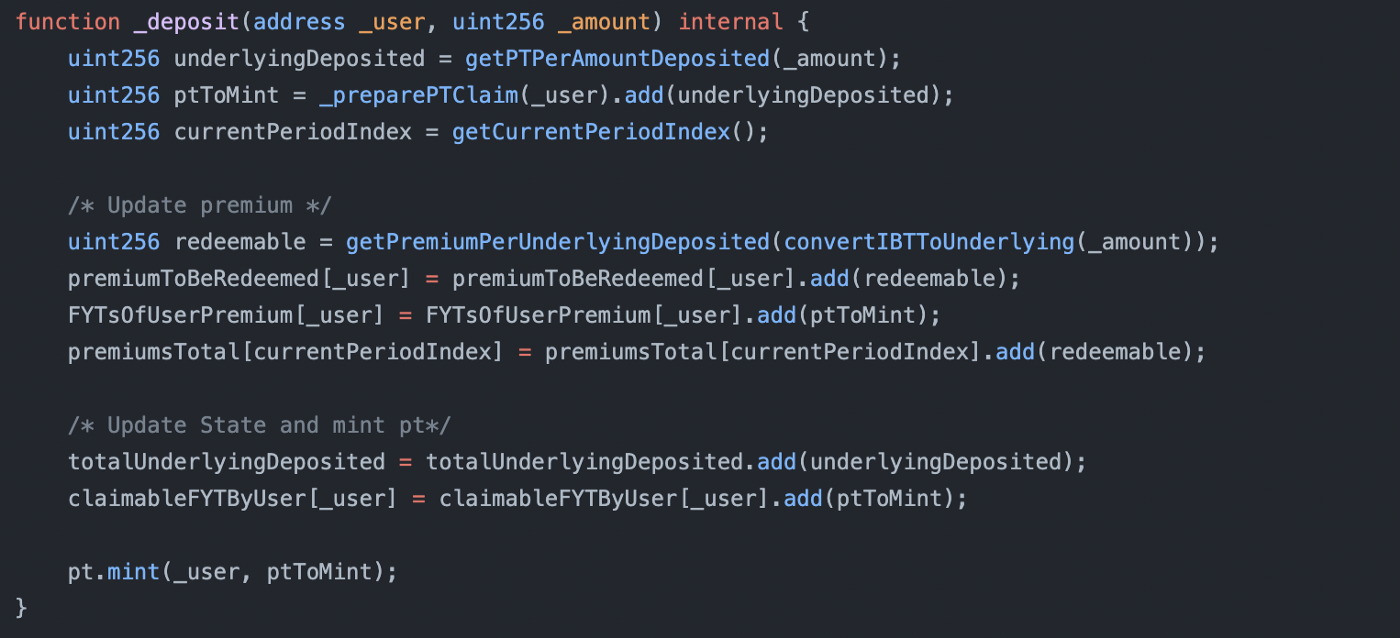 function _deposit(address _user, uint256 _amount) internal {
    uint256 underlyingDeposited = getPTPerAmountDeposited(_amount);
    uint256 ptToMint = _preparePTClaim(_user).add(underlyingDeposited);
    uint256 currentPeriodIndex = getCurrentPeriodIndex();

    /* Update premium */
    uint256 redeemable = getPremiumPerUnderlyingDeposited(convertIBTToUnderlying(_amount));
    premiumToBeRedeemed[_user] = premiumToBeRedeemed[_user].add(redeemable);
    FYTsOfUserPremium[_user] = FYTsOfUserPremium[_user].add(ptToMint);
    premiumsTotal[currentPeriodIndex] = premiumsTotal[currentPeriodIndex].add(redeemable);

    /* Update State and mint pt*/
    totalUnderlyingDeposited = totalUnderlyingDeposited.add(underlyingDeposited);
    claimableFYTByUser[_user] = claimableFYTByUser[_user].add(ptToMint);

    pt.mint(_user, ptToMint);
}